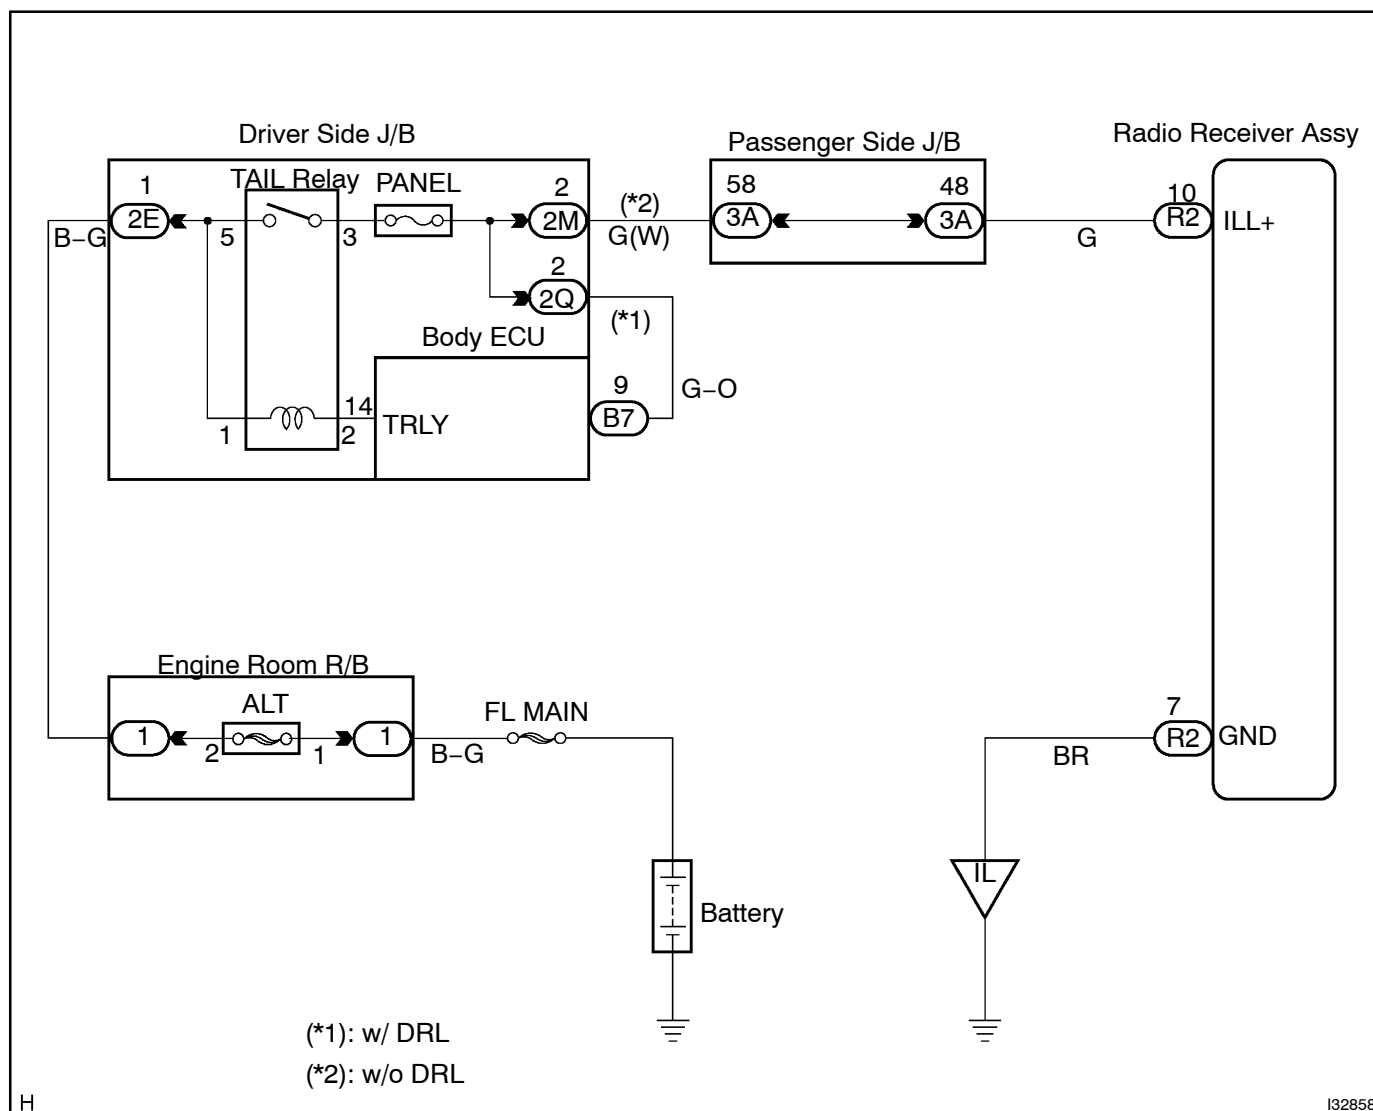 Driver Side J/B
Passenger Side J/B
Radio Receiver Assy
TAIL Relay
PANEL
1
2E
B–G
5
3
2
2M
(*2)
G(W)
58
3A
48
3A
G
10
R2
ILL+
2
2Q
(*1)
Body ECU
G–O
9
B7
1
14
2
TRLY
Engine Room R/B
ALT
1
2
1
1
B–G
FL MAIN
7
R2
GND
BR
IL
Battery
(*1): w/ DRL
(*2): w/o DRL
H
I32858